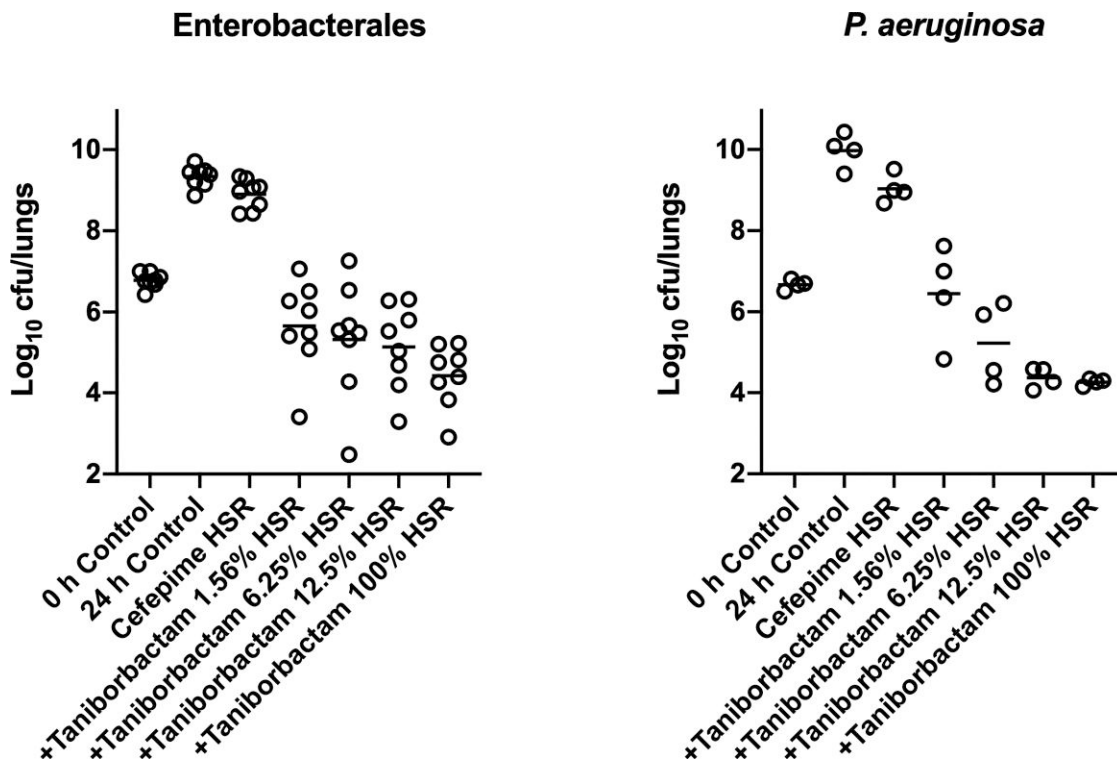 Enterobacterales
Log10 cfu/lungs
10
8
6
4
2
0 h Control
24 h Control
Cefepime HSR
+Taniborbactam 1.56% HSR
+Taniborbactam 6.25% HSR
+Taniborbactam 12.5% HSR
+Taniborbactam 100% HSR
P. aeruginosa
Log10 cfu/lungs
10
8
6
4
2
0 h Control
24 h Control
Cefepime HSR
+Taniborbactam 1.56% HSR
+Taniborbactam 6.25% HSR
+Taniborbactam 12.5% HSR
+Taniborbactam 100% HSR